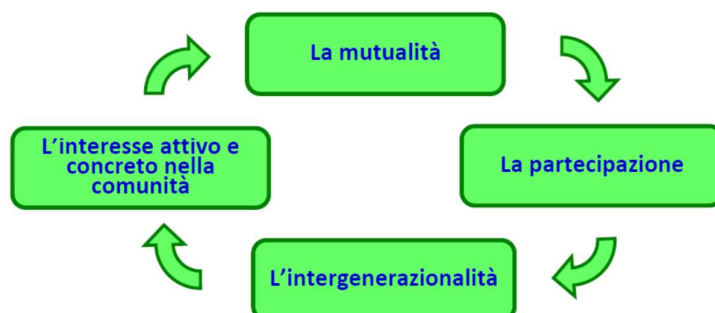 La mutualità
L'interesse attivo e
concreto nella
comunità
La partecipazione
L'intergenerazionalità